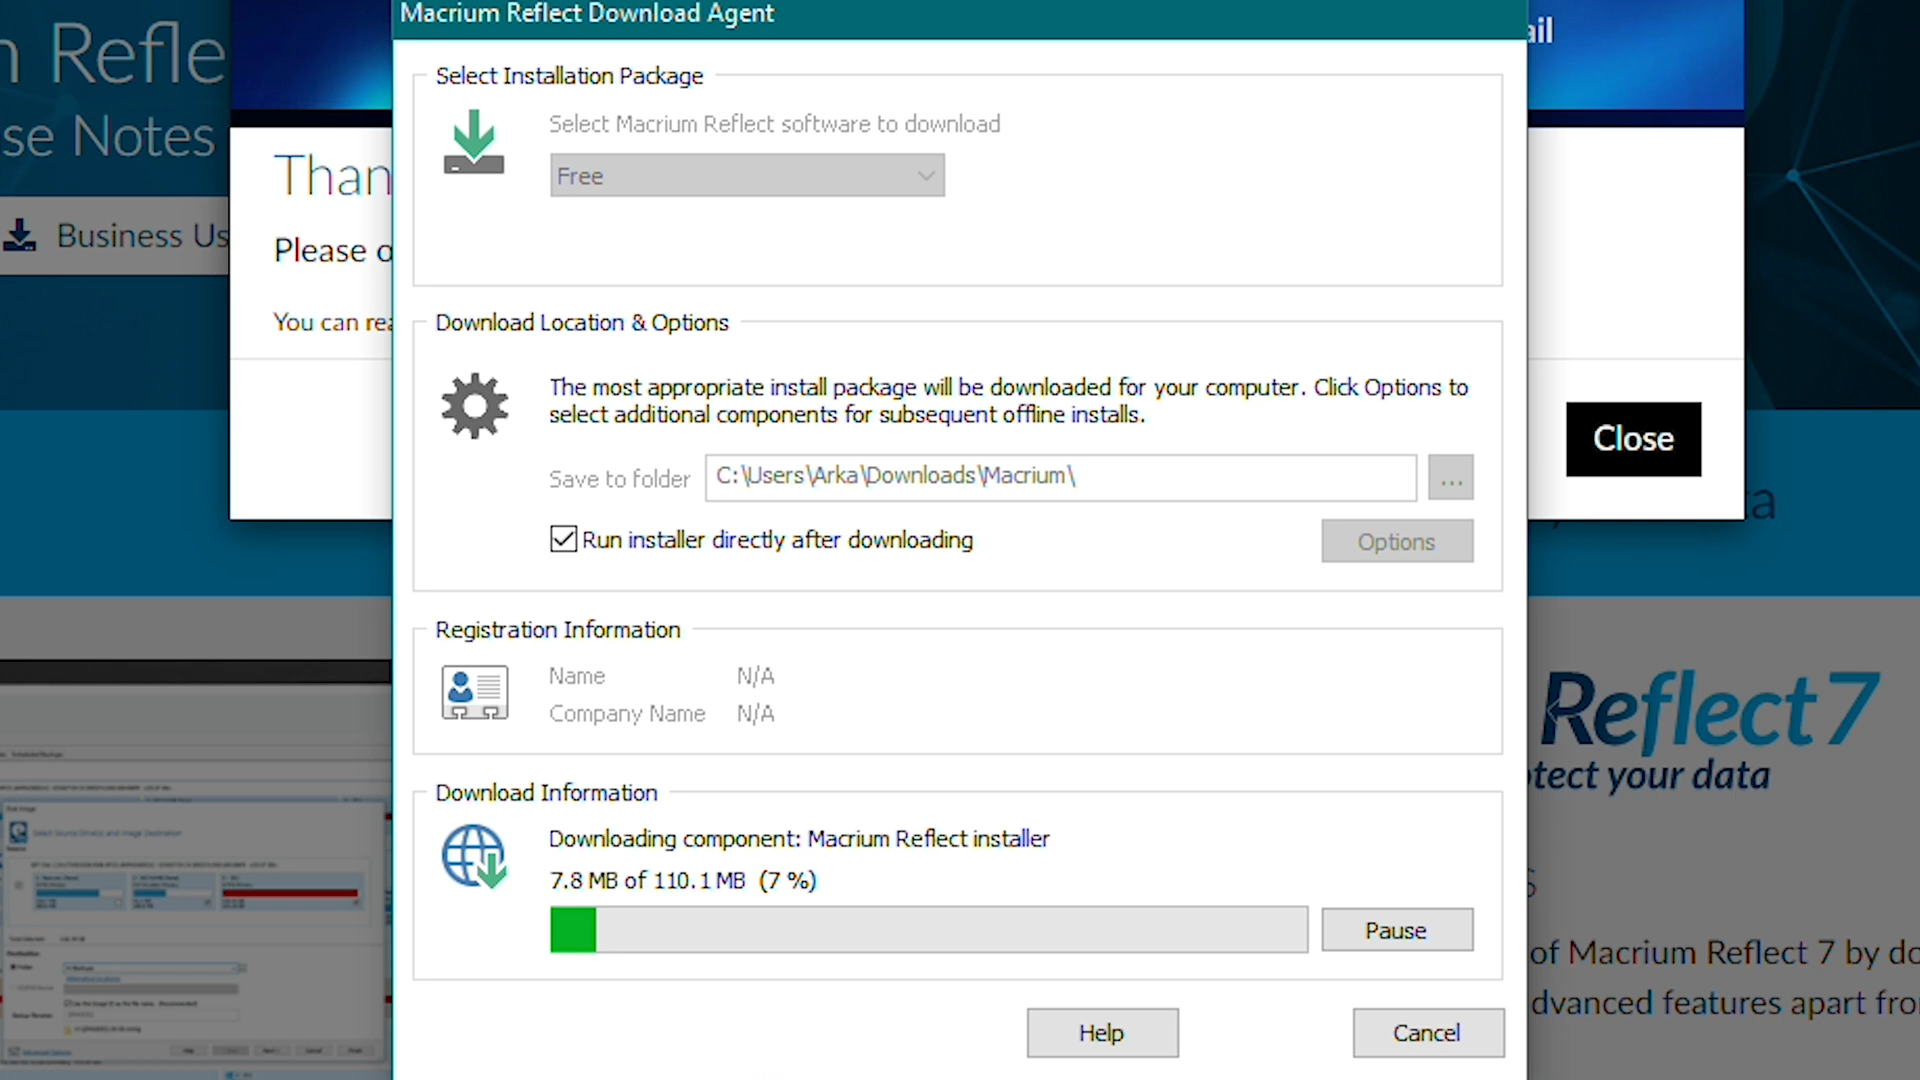 Macrium Reflect Download Agent
Select Installation Package
Select Macrium Reflect software to download
Free
Download Location & Options
The most appropriate install package will be downloaded for your computer. Click Options to
select additional components for subsequent offline installs.
Save to folder
C:\Users\Arka\Downloads\Macrium\
...
Run installer directly after downloading
Options
Registration Information
Name N/A
Company Name N/A
Download Information
Downloading component: Macrium Reflect installer
7.8 MB of 110.1 MB (7 %)
Pause
Help
Cancel
n Refle
se Notes
Business Us
Than
Please o
You can rea
ail
Close
Reflect 7
tect your data
of Macrium Reflect 7 by do
dvanced features apart fro